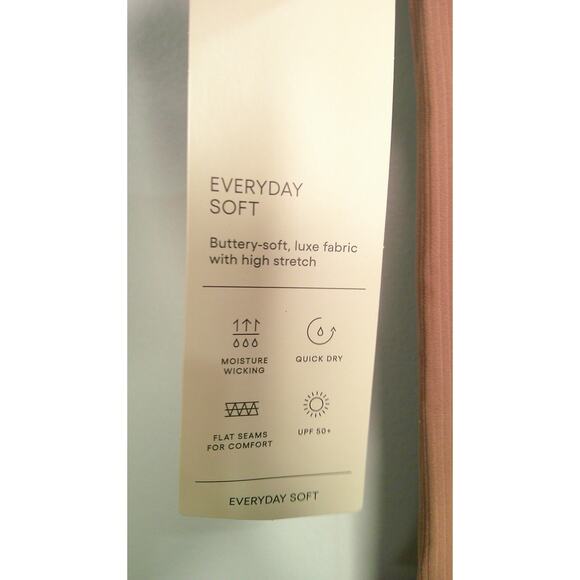 EVERYDAY
SOFT
Buttery-soft, luxe fabric
with high stretch
MOISTURE
WICKING
QUICK DRY
FLAT SEAMS
FOR COMFORT
UPF 50+
EVERYDAY SOFT